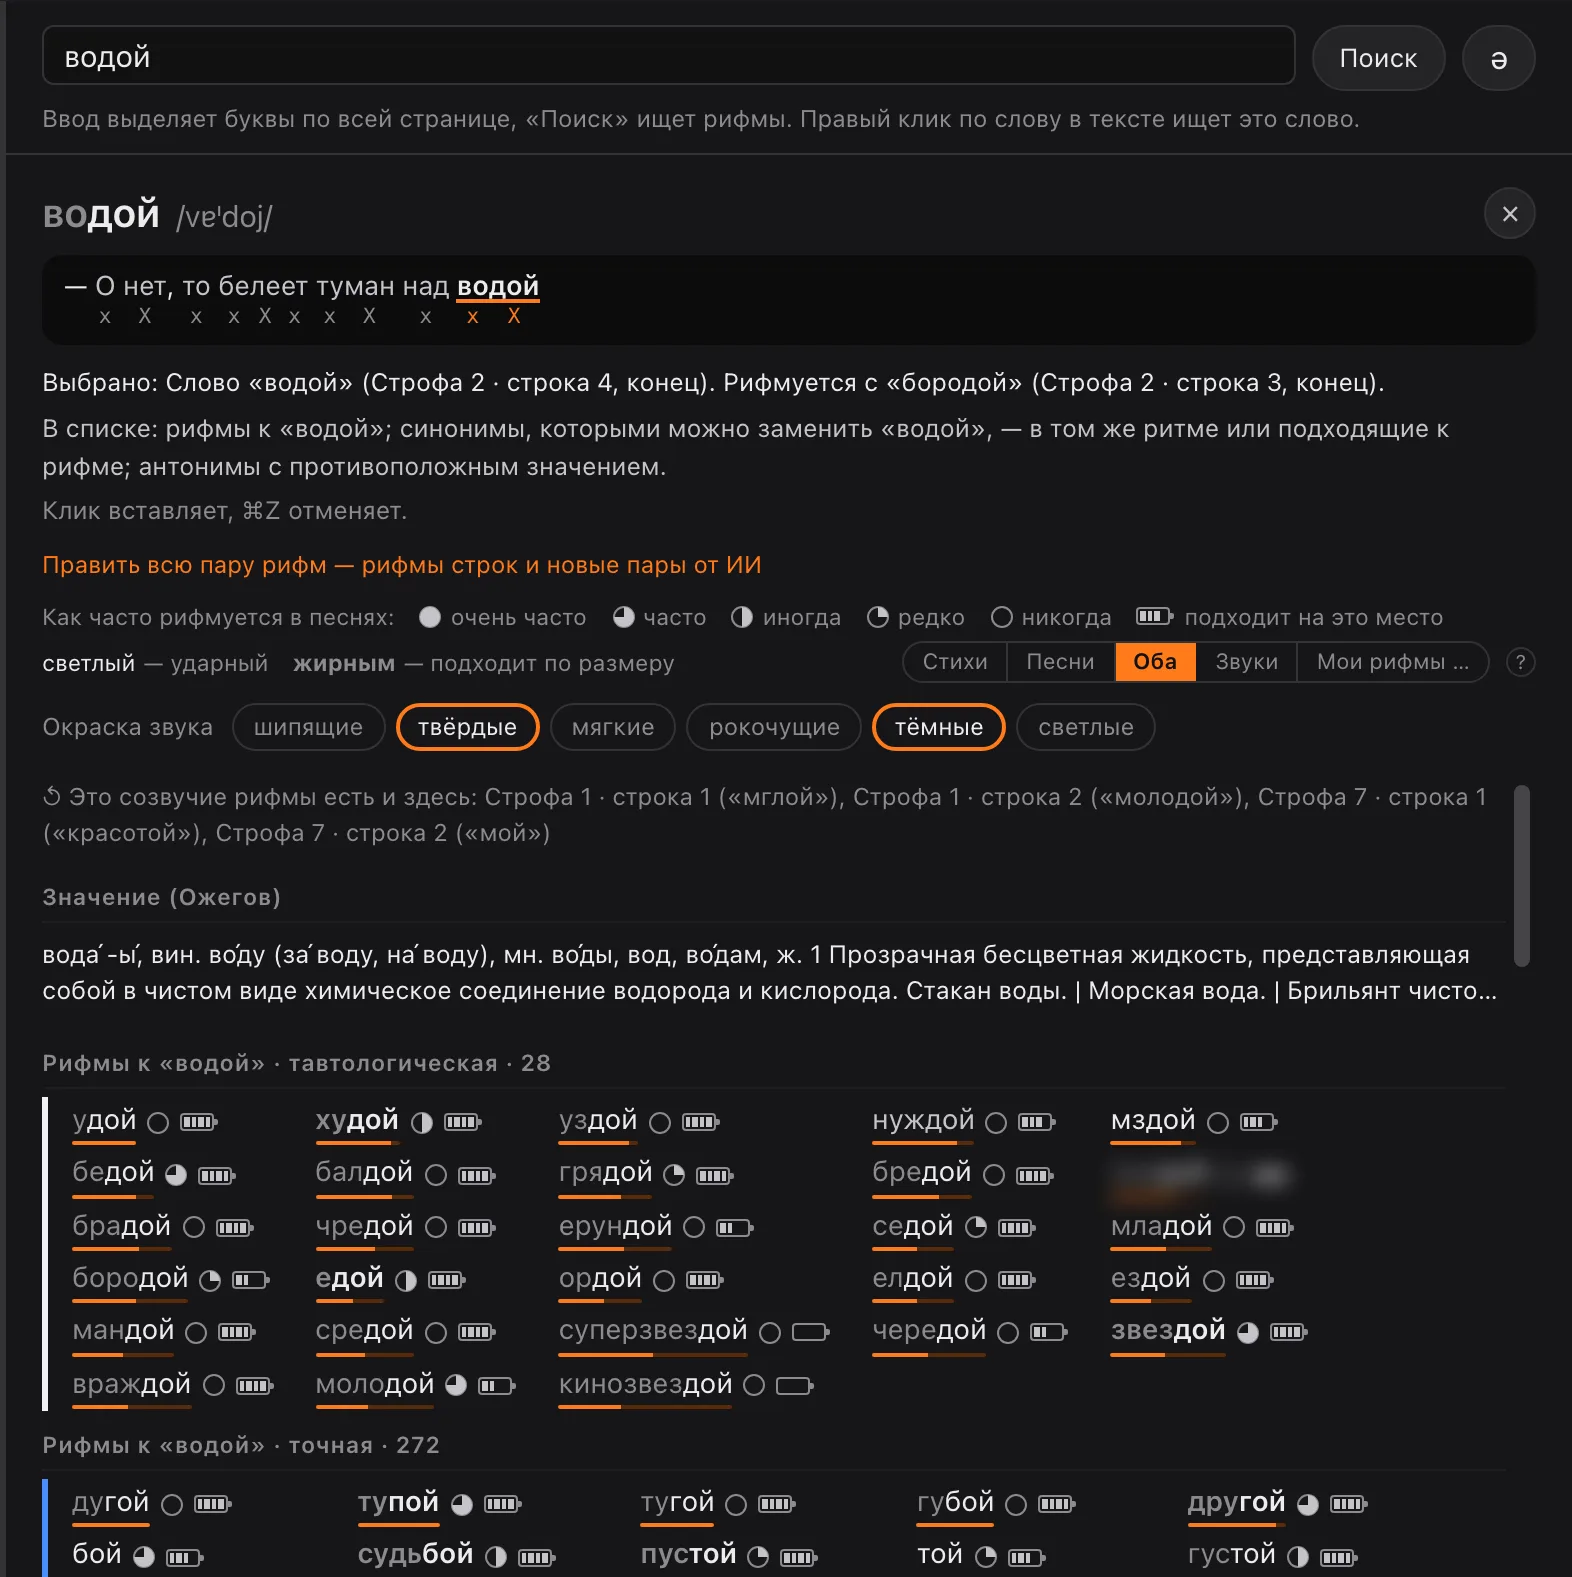 водой
Поиск
ə
Ввод выделяет буквы по всей странице, «Поиск» ищет рифмы. Правый клик по слову в тексте ищет это слово.
водой /vɐˈdoj/
— О нет, то белеет туман над водой
x X x x X x x X x x X
Выбрано: Слово «водой» (Строфа 2 · строка 4, конец). Рифмуется с «бородой» (Строфа 2 · строка 3, конец).
В списке: рифмы к «водой»; синонимы, которыми можно заменить «водой», — в том же ритме или подходящие к
рифме; антонимы с противоположным значением.
Клик вставляет, ⌘Z отменяет.
Править всю пару рифм — рифмы строк и новые пары от ИИ
Как часто рифмуется в песнях: очень часто часто иногда редко никогда подходит на это место
светлый — ударный жирным — подходит по размеру
Стихи Песни Оба Звуки Мои рифмы ... ?
Окраска звука шипящие твёрдые мягкие рокочущие тёмные светлые
Это созвучие рифмы есть и здесь: Строфа 1 · строка 1 («мглой»), Строфа 1 · строка 2 («молодой»), Строфа 7 · строка 1
(«красотой»), Строфа 7 · строка 2 («мой»)
Значение (Ожегов)
вода́ -ы́, вин. во́ду (за́ воду, на́ воду), мн. во́ды, вод, во́дам, ж. 1 Прозрачная бесцветная жидкость, представляющая
собой в чистом виде химическое соединение водорода и кислорода. Стакан воды. | Морская вода. | Брильянт чисто...
Рифмы к «водой» · тавтологическая · 28
удой худой уздой нуждой мздой
бедой балдой грядой бредой
брадой чредой ерундой седой младой
бородой едой ордой елдой ездой
мандой средой суперзвездой чередой звездой
враждой молодой кинозвездой
Рифмы к «водой» · точная · 272
дугой тупой тугой губой другой
бой судьбой пустой той густой